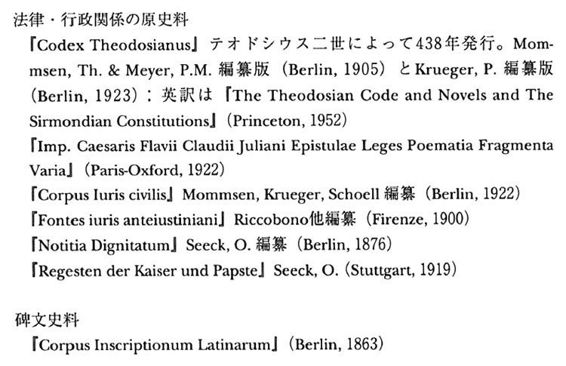 法律・行政関係の原史料
『Codex Theodosianus』テオドシウス二世によって438年発行。Mom-
msen, Th. & Meyer, P.M. 編纂版（Berlin, 1905）とKrueger, P. 編纂版
（Berlin, 1923）：英訳は『The Theodosian Code and Novels and The
Sirmondian Constitutions』（Princeton, 1952）
『Imp. Caesaris Flavii Claudii Juliani Epistulae Leges Poematia Fragmenta
Varia』（Paris-Oxford, 1922）
『Corpus Iuris civilis』Mommsen, Krueger, Schoell 編纂（Berlin, 1922）
『Fontes iuris anteiustiniani』Riccobono他編纂（Firenze, 1900）
『Notitia Dignitatum』Seeck, O. 編纂（Berlin, 1876）
『Regesten der Kaiser und Papste』Seeck, O.（Stuttgart, 1919）
碑文史料
『Corpus Inscriptionum Latinarum』（Berlin, 1863）